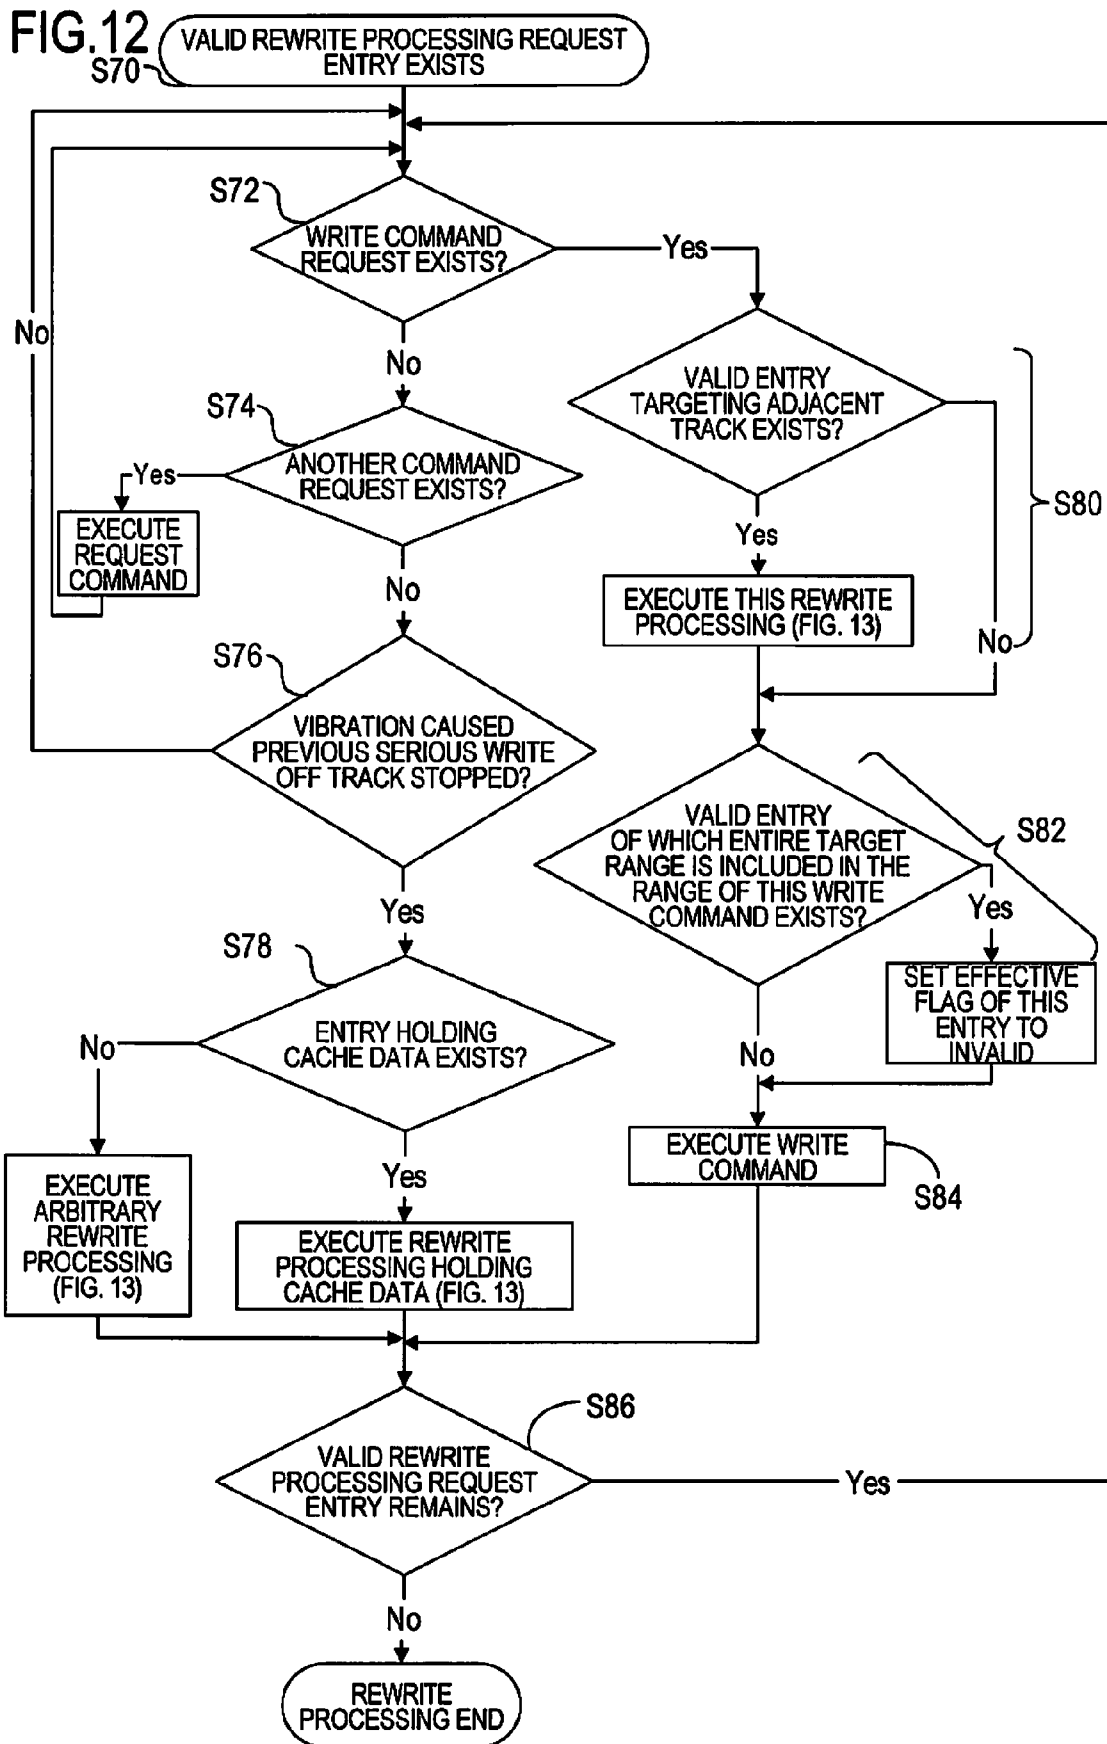 FIG.12
VALID REWRITE PROCESSING REQUEST
ENTRY EXISTS
S70
S72
WRITE COMMAND
REQUEST EXISTS?
Yes
No
No
VALID ENTRY
TARGETING ADJACENT
TRACK EXISTS?
S74
ANOTHER COMMAND
REQUEST EXISTS?
Yes
S80
EXECUTE
REQUEST
COMMAND
Yes
No
EXECUTE THIS REWRITE
PROCESSING (FIG. 13)
No
S76
VIBRATION CAUSED
PREVIOUS SERIOUS WRITE
OFF TRACK STOPPED?
VALID ENTRY
OF WHICH ENTIRE TARGET
RANGE IS INCLUDED IN THE
RANGE OF THIS WRITE
COMMAND EXISTS?
S82
Yes
Yes
S78
SET EFFECTIVE
FLAG OF THIS
ENTRY TO
INVALID
ENTRY HOLDING
CACHE DATA EXISTS?
No
No
EXECUTE WRITE
COMMAND
S84
Yes
EXECUTE
ARBITRARY
REWRITE
PROCESSING
(FIG. 13)
EXECUTE REWRITE
PROCESSING HOLDING
CACHE DATA (FIG. 13)
S86
VALID REWRITE
PROCESSING REQUEST
ENTRY REMAINS?
Yes
No
REWRITE
PROCESSING END